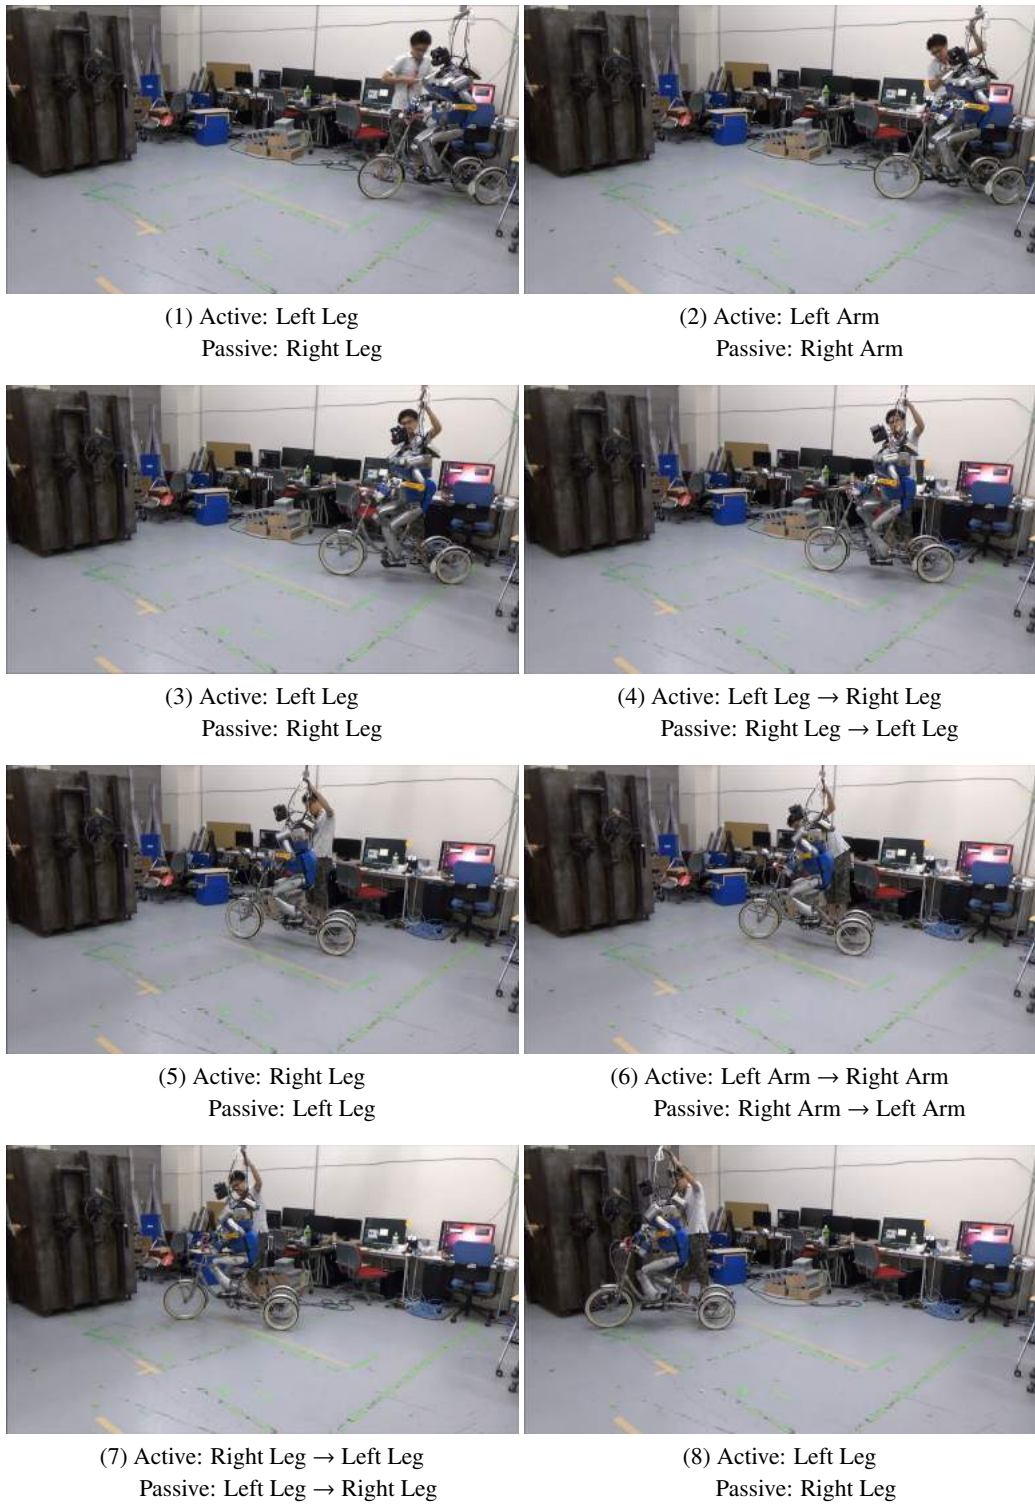 (1) Active: Left Leg
Passive: Right Leg
(2) Active: Left Arm
Passive: Right Arm
(3) Active: Left Leg
Passive: Right Leg
(4) Active: Left Leg → Right Leg
Passive: Right Leg → Left Leg
(5) Active: Right Leg
Passive: Left Leg
(6) Active: Left Arm → Right Arm
Passive: Right Arm → Left Arm
(7) Active: Right Leg → Left Leg
Passive: Left Leg → Right Leg
(8) Active: Left Leg
Passive: Right Leg